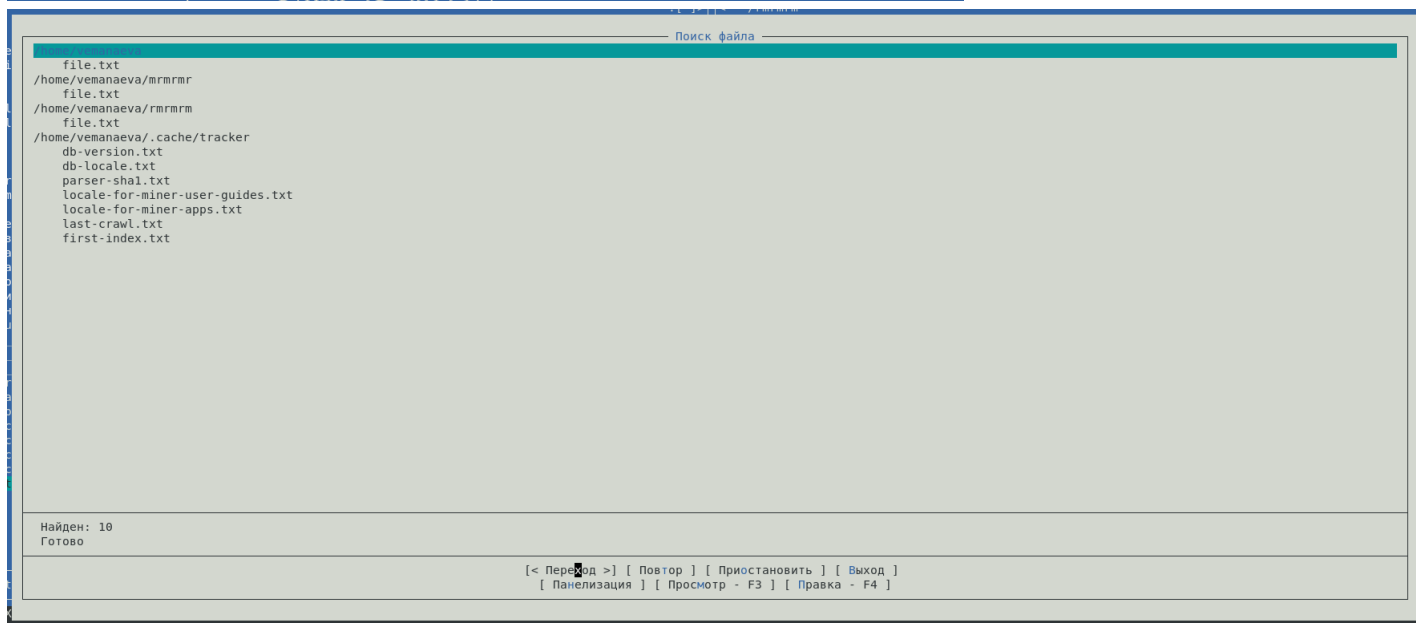 Поиск файла
/home/vemanaeva
file.txt
/home/vemanaeva/mrmrmr
file.txt
/home/vemanaeva/rmrmrm
file.txt
/home/vemanaeva/.cache/tracker
db-version.txt
db-locale.txt
parser-sha1.txt
locale-for-miner-user-guides.txt
locale-for-miner-apps.txt
last-crawl.txt
first-index.txt
Найден: 10
Готово
[< Переход >] [ Повтор ] [ Приостановить ] [ Выход ]
[ Панелизация ] [ Просмотр - F3 ] [ Правка - F4 ]